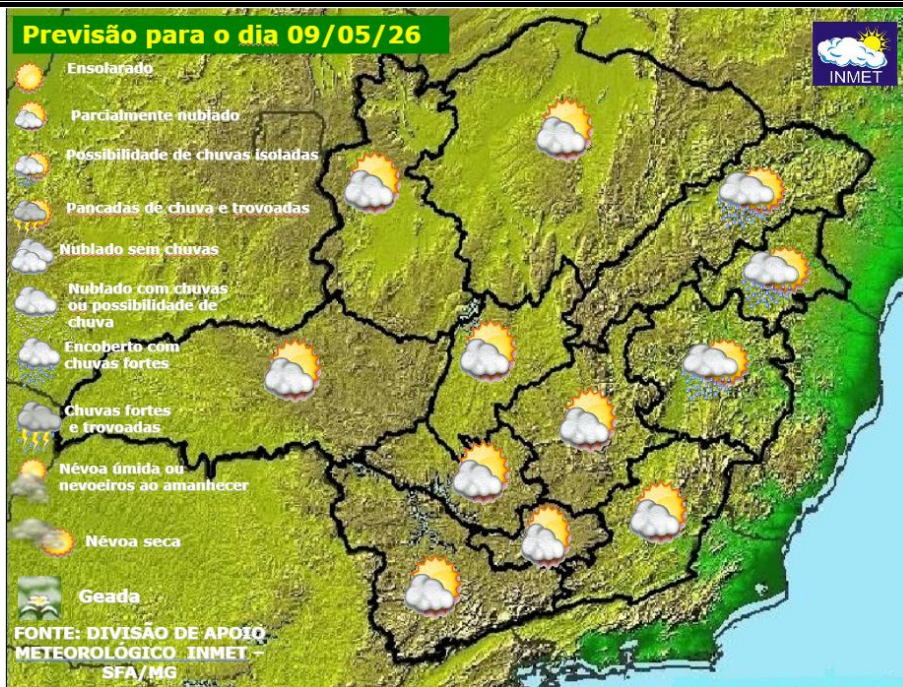 Previsão para o dia 09/05/26
INMET
Ensolarado
Parcialmente nublado
Possibilidade de chuvas isoladas
Pancadas de chuva e trovoadas
Nublado sem chuvas
Nublado com chuvas
ou possibilidade de
chuva
Encoberto com
chuvas fortes
Chuvas fortes
e trovoadas
Névoa úmida ou
nevoeiros ao amanhecer
Névoa seca
Geada
FONTE: DIVISÃO DE APOIO
METEOROLÓGICO INMET –
SFA/MG